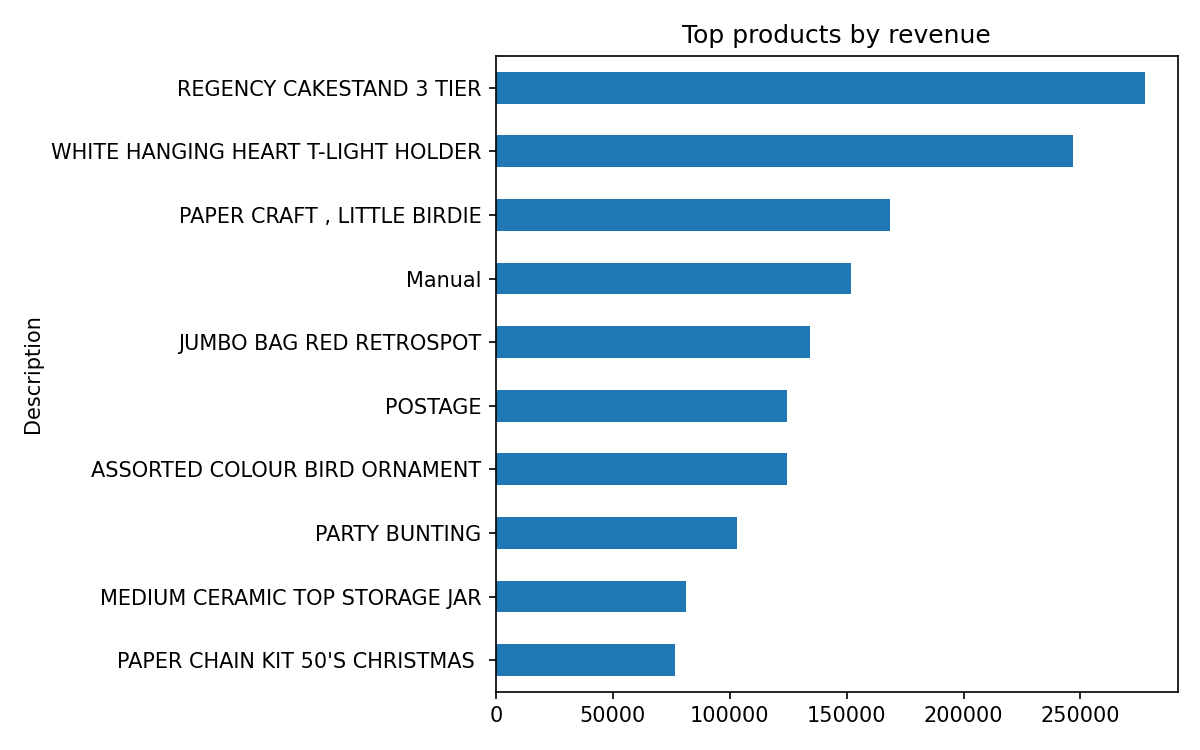 Top products by revenue
REGENCY CAKESTAND 3 TIER
WHITE HANGING HEART T-LIGHT HOLDER
PAPER CRAFT , LITTLE BIRDIE
Manual
JUMBO BAG RED RETROSPOT
POSTAGE
ASSORTED COLOUR BIRD ORNAMENT
PARTY BUNTING
MEDIUM CERAMIC TOP STORAGE JAR
PAPER CHAIN KIT 50'S CHRISTMAS
Description
0 50000 100000 150000 200000 250000